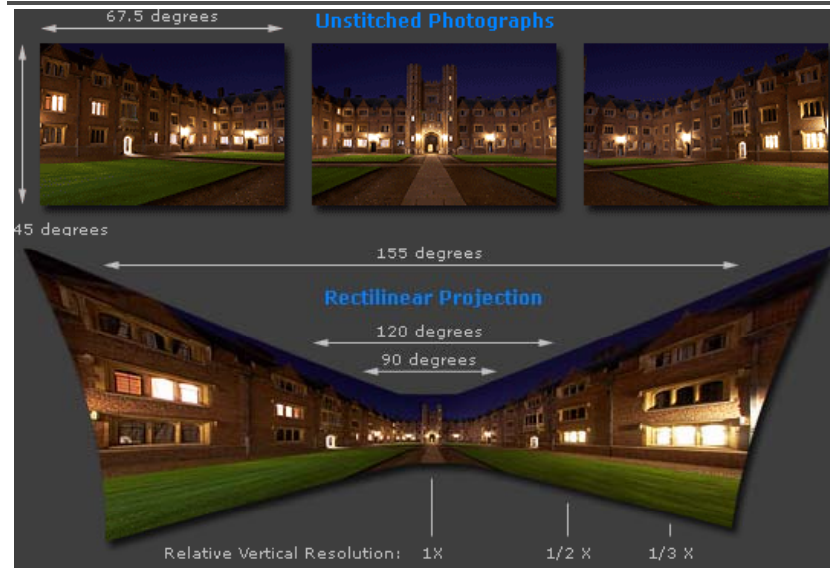 67.5 degrees
Unstitched Photographs
45 degrees
155 degrees
Rectilinear Projection
120 degrees
90 degrees
Relative Vertical Resolution: 1X 1/2 X 1/3 X